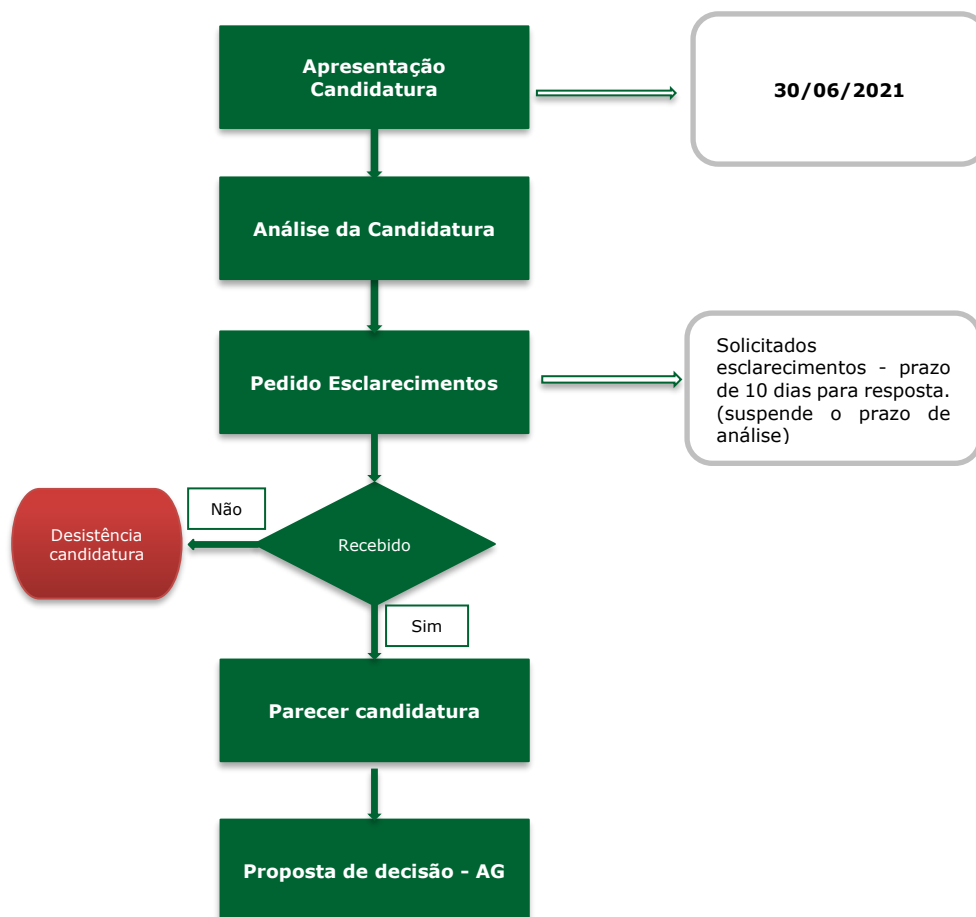 Apresentação
Candidatura
30/06/2021
Análise da Candidatura
Pedido Esclarecimentos
Solicitados
esclarecimentos - prazo
de 10 dias para resposta.
(suspende o prazo de
análise)
Não
Desistência
candidatura
Recebido
Sim
Parecer candidatura
Proposta de decisão - AG